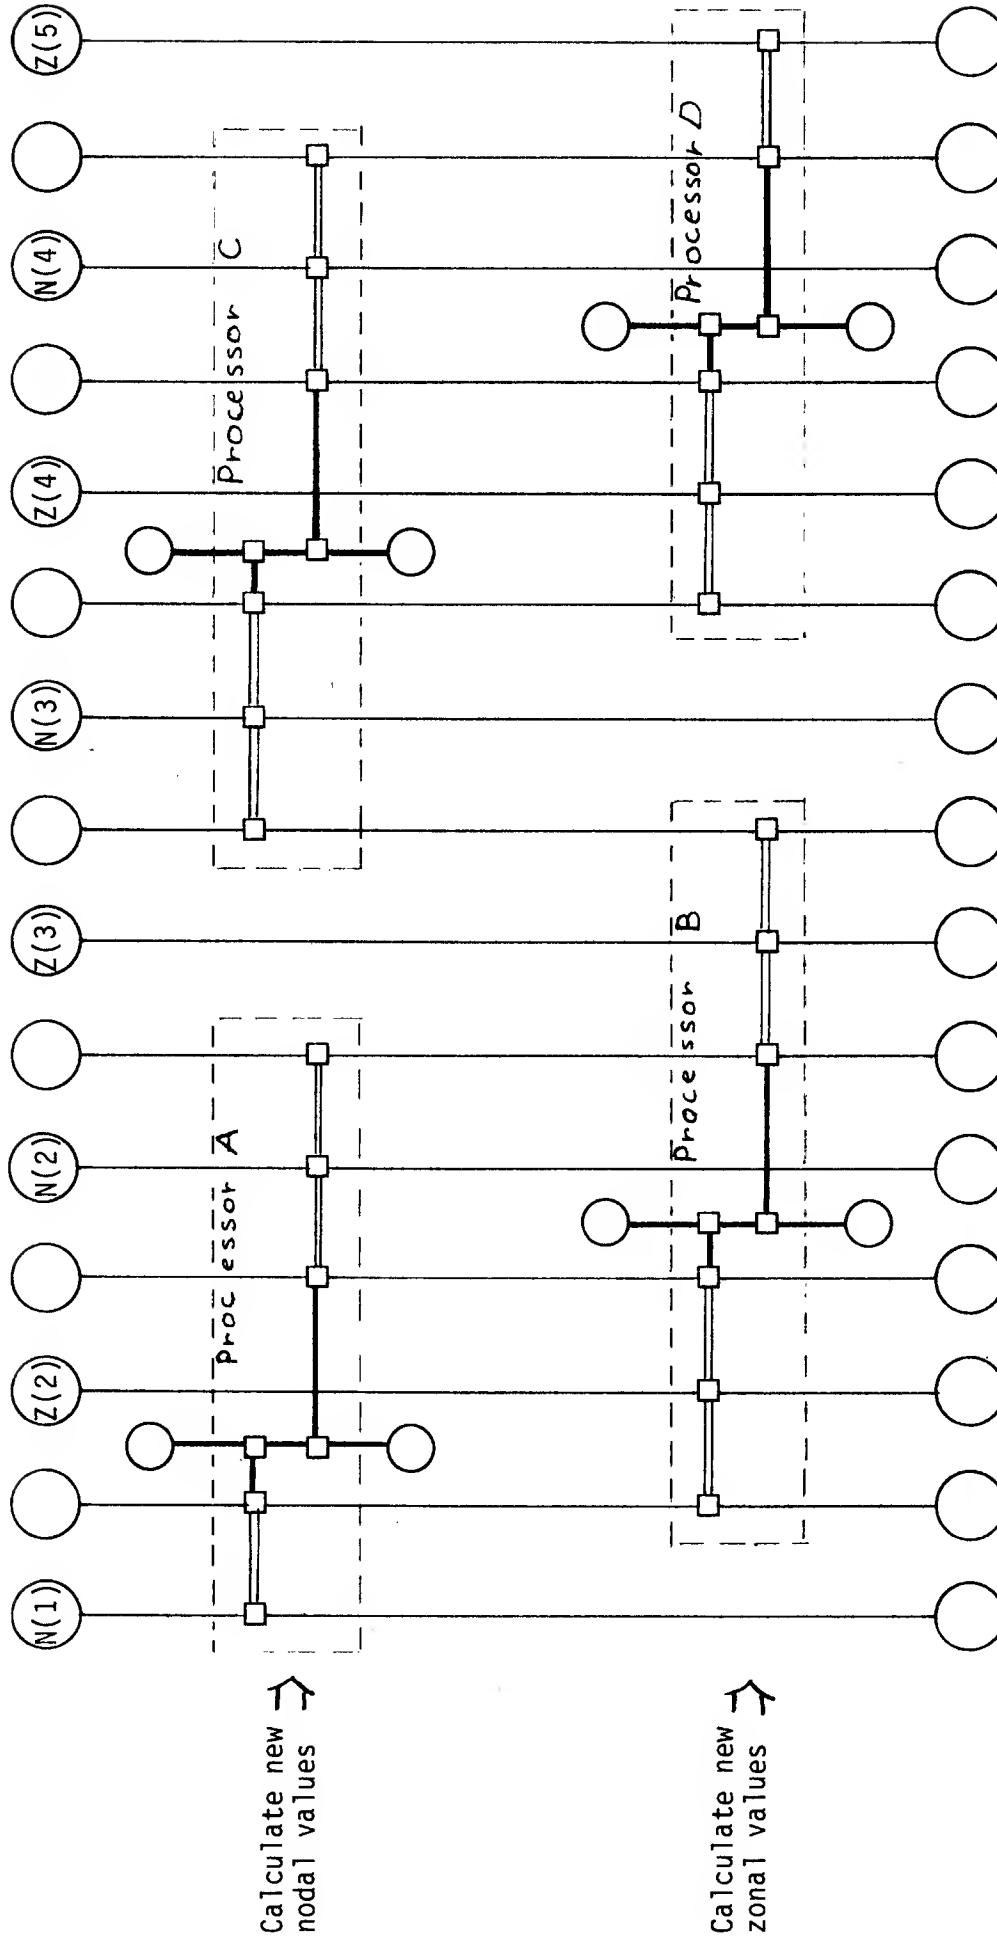 N(1)
Z(2)
N(2)
Z(3)
N(3)
Z(4)
N(4)
Z(5)
Calculate new
nodal values
Processor A
Processor C
Calculate new
zonal values
Processor B
Processor D